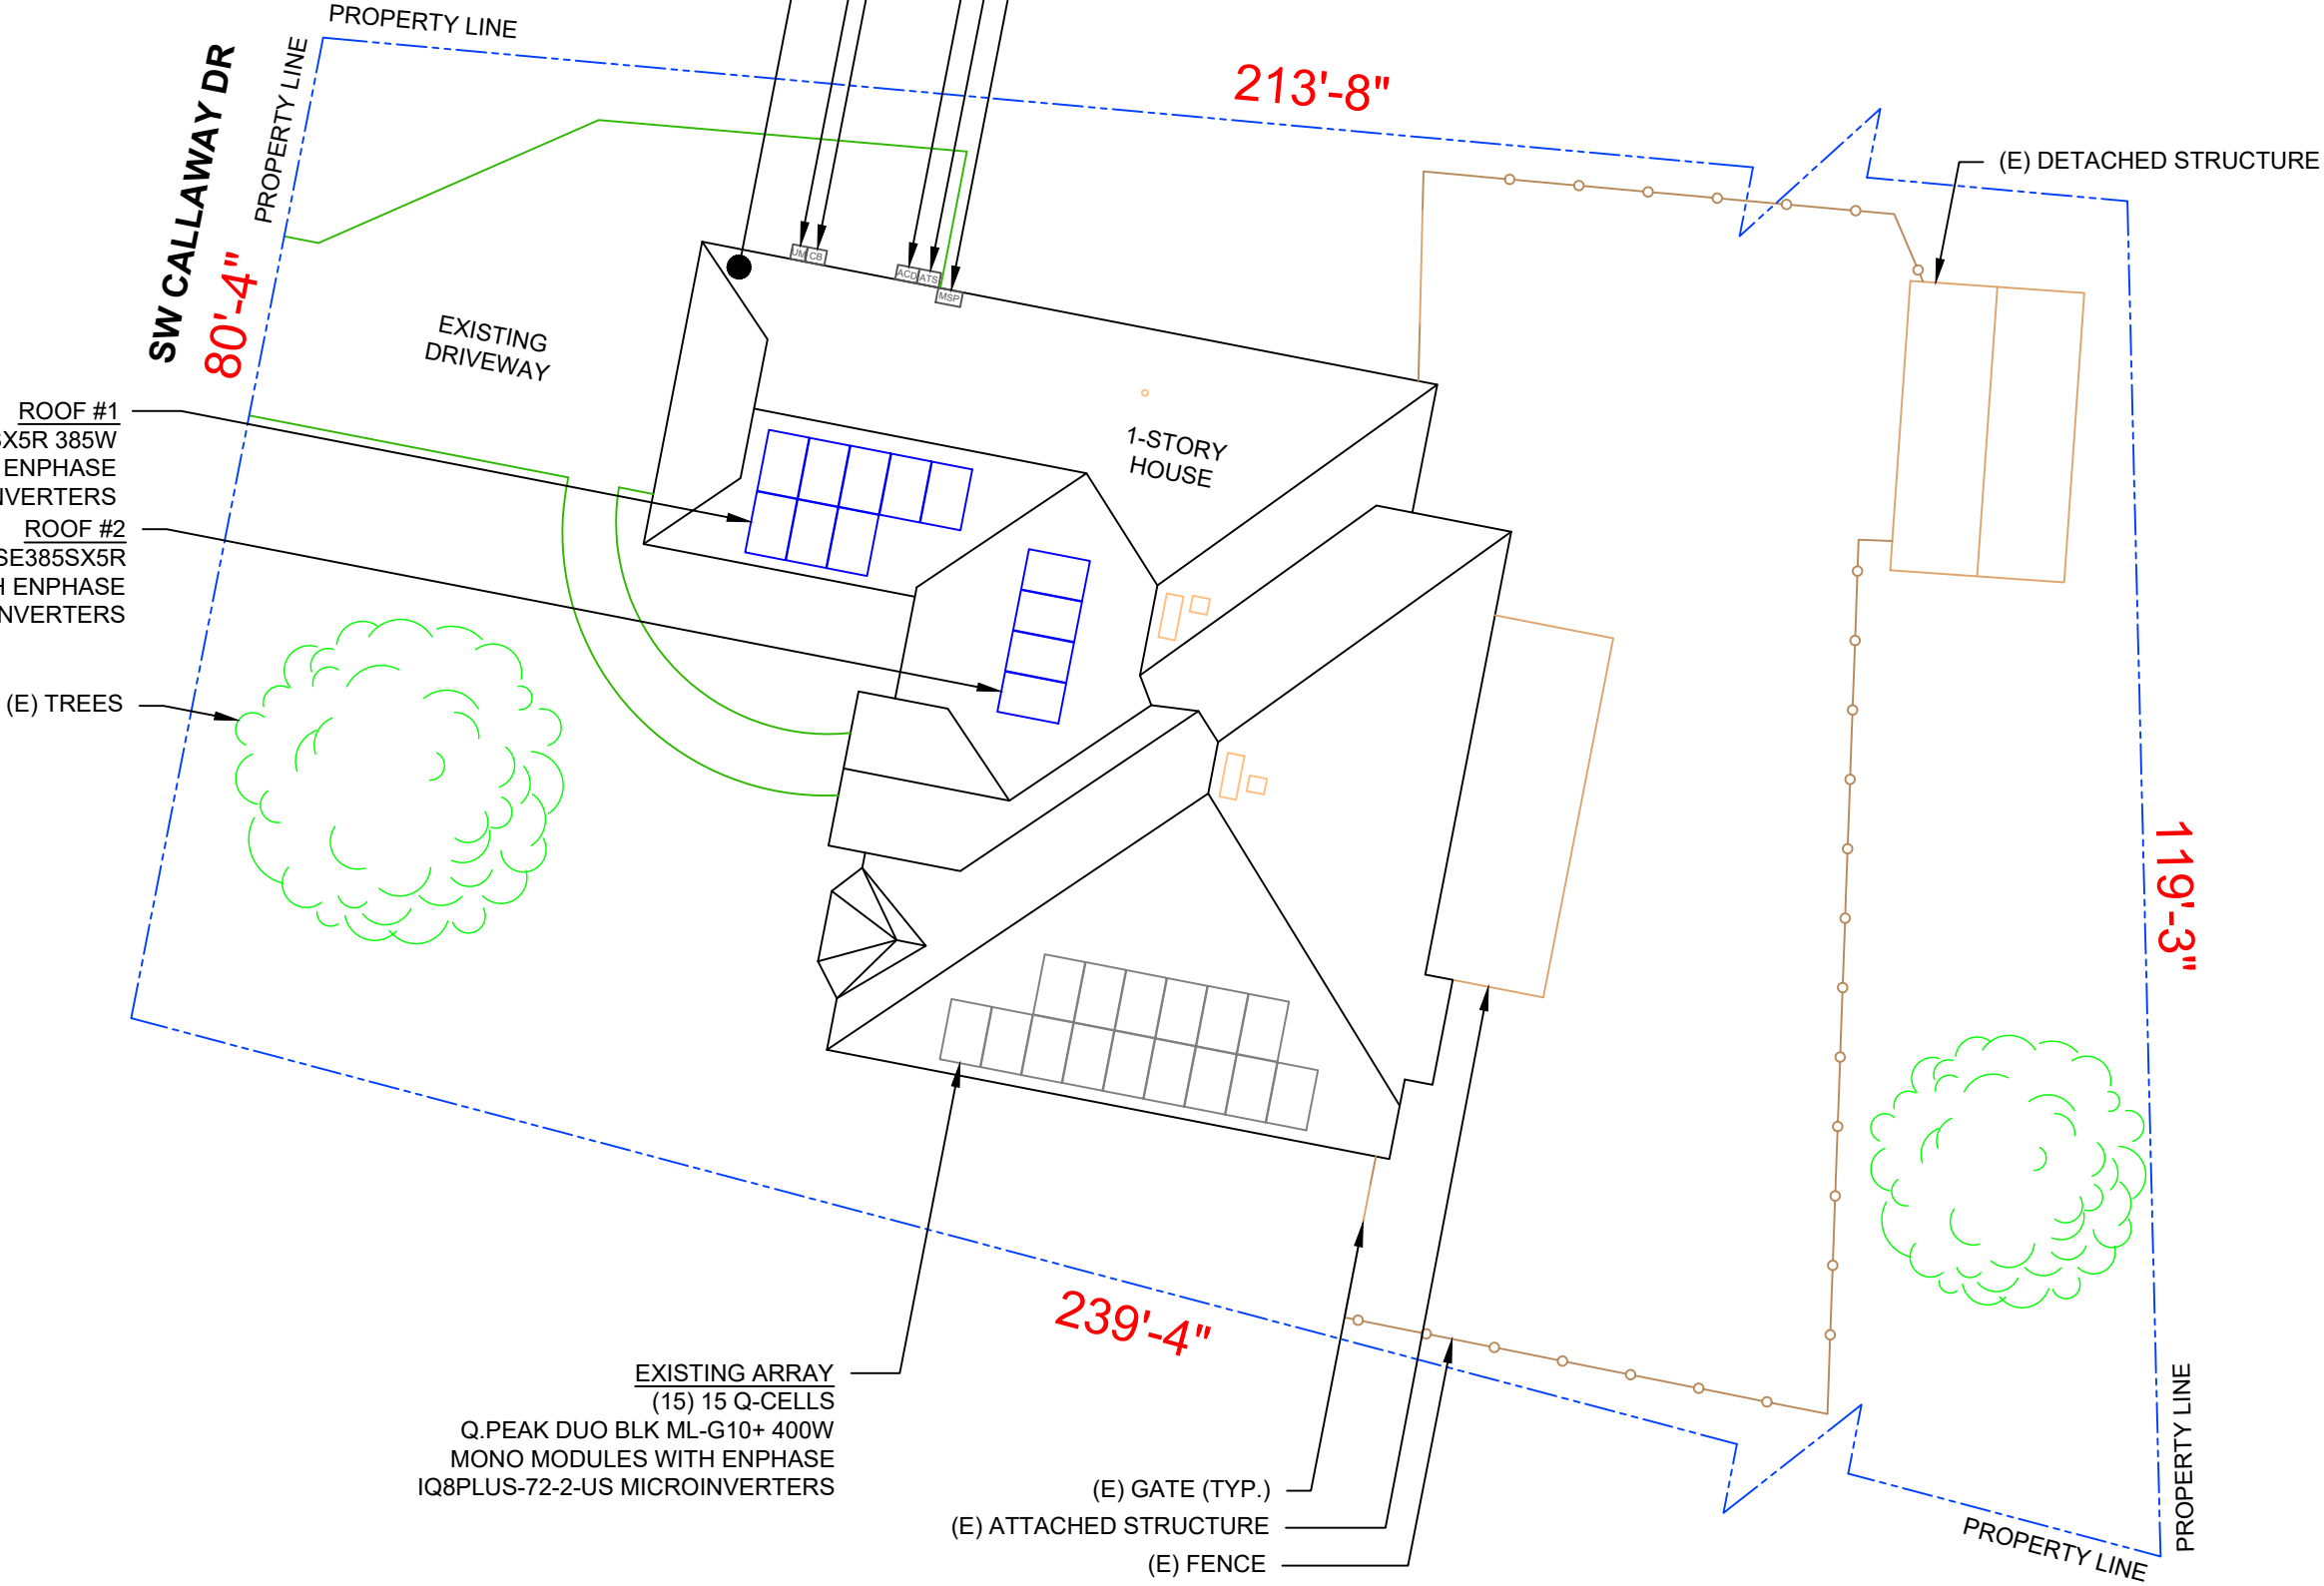 PROPERTY LINE
SW CALLAWAY DR
PROPERTY LINE
80'-4"
213'-8"
(E) DETACHED STRUCTURE
UM
CB
ACD
ATS
MSP
EXISTING
DRIVEWAY
1-STORY
HOUSE
ROOF #1
SX5R 385W
ENPHASE
NVERTERS
ROOF #2
SE385SX5R
H ENPHASE
NVERTERS
(E) TREES
119'-3"
239'-4"
EXISTING ARRAY
(15) 15 Q-CELLS
Q.PEAK DUO BLK ML-G10+ 400W
MONO MODULES WITH ENPHASE
IQ8PLUS-72-2-US MICROINVERTERS
(E) GATE (TYP.)
(E) ATTACHED STRUCTURE
(E) FENCE
PROPERTY LINE
PROPERTY LINE